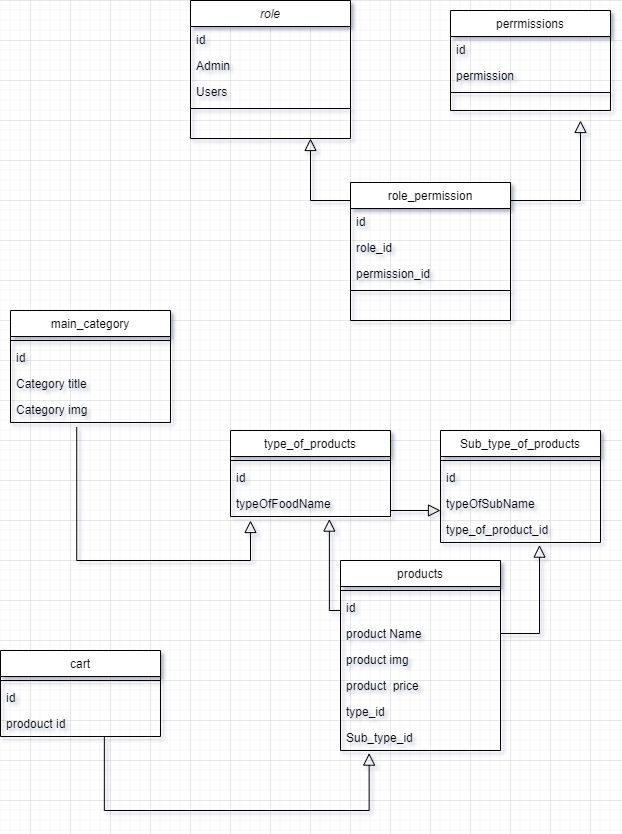 role
id
Admin
Users
perrmissions
id
permission
role_permission
id
role_id
permission_id
main_category
id
Category title
Category img
type_of_products
id
typeOfFoodName
Sub_type_of_products
id
typeOfSubName
type_of_product_id
products
id
product Name
product img
product  price
type_id
Sub_type_id
cart
id
prodouct id